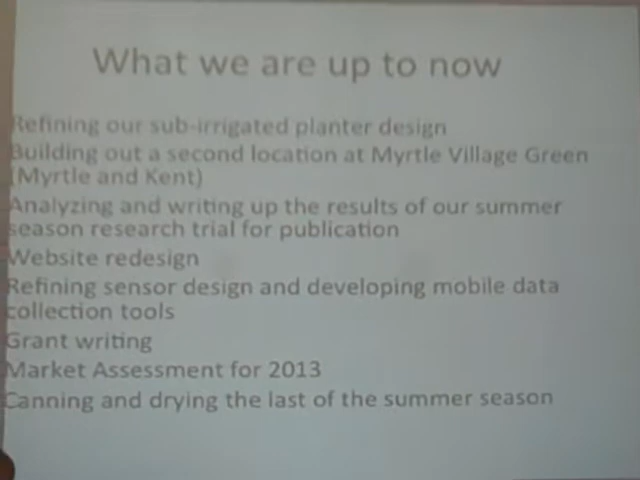 What we are up to now
Refining our sub-irrigated planter design
Building out a second location at Myrtle Village Green
(Myrtle and Kent)
Analyzing and writing up the results of our summer
season research trial for publication
Website redesign
Refining sensor design and developing mobile data
collection tools
Grant writing
Market Assessment for 2013
Canning and drying the last of the summer season